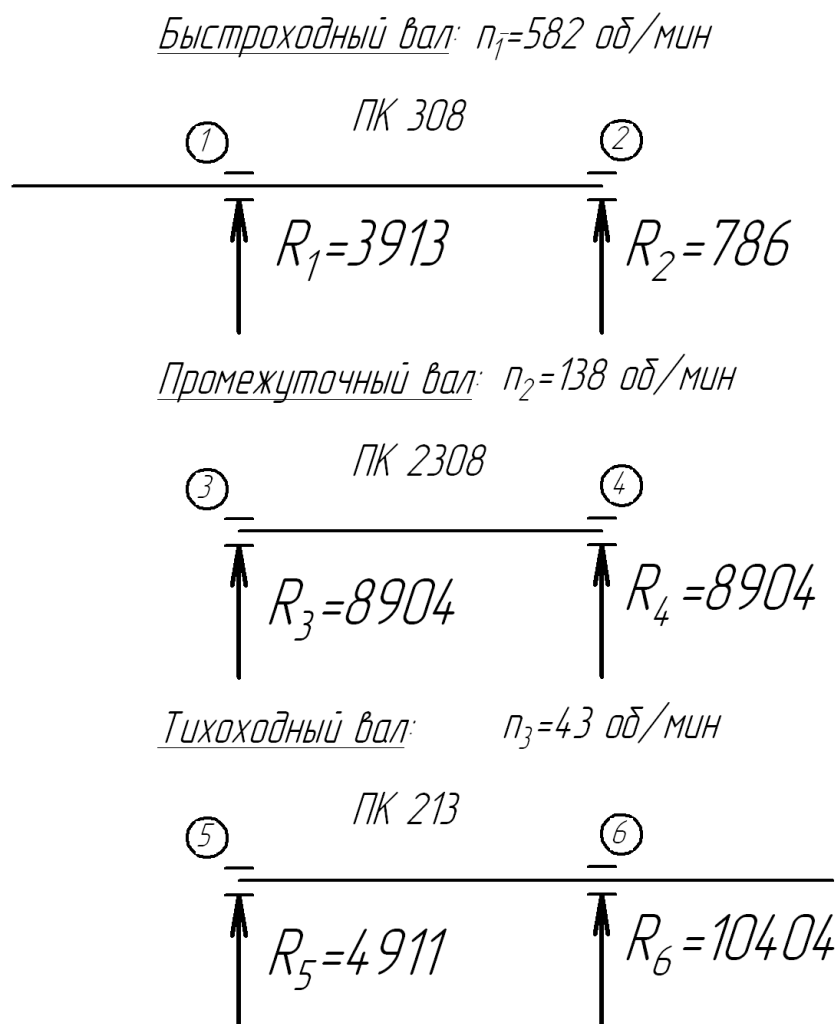 Быстроходный вал: n₁=582 об/мин
ПК 308
1 2
R₁=3913 R₂=786
Промежуточный вал: n₂=138 об/мин
ПК 2308
3 4
R₃=8904 R₄=8904
Тихоходный вал: n₃=43 об/мин
ПК 213
5 6
R₅=4911 R₆=10404